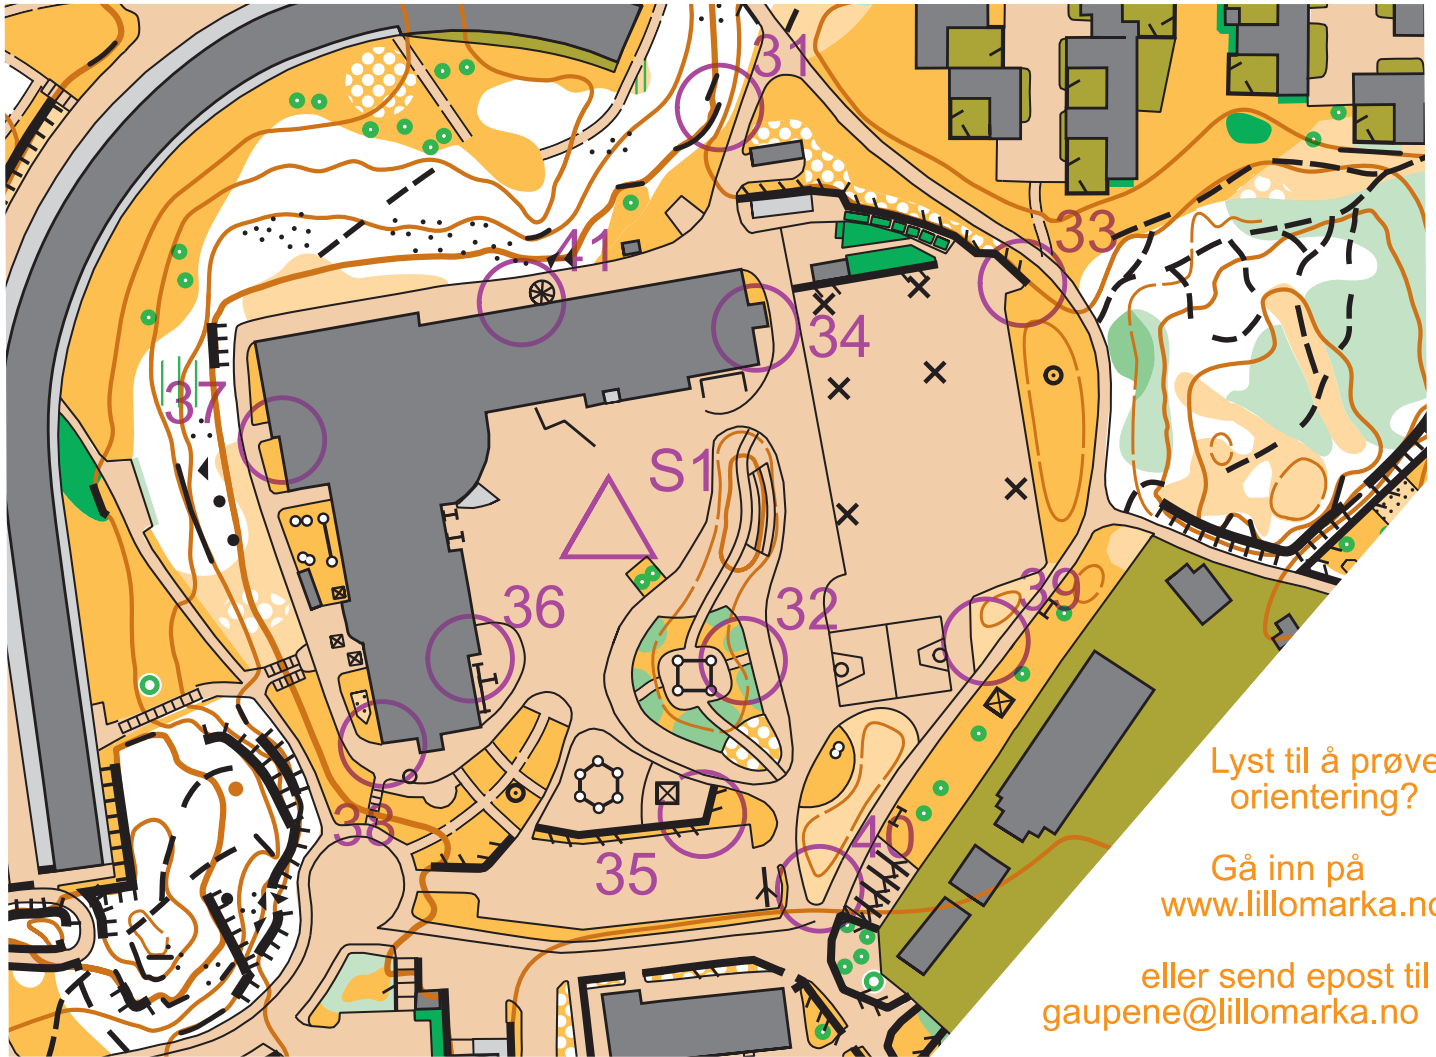 31
33
41
34
37
S1
36
32
39
38
35
40
Lyst til å prøve
orientering?
Gå inn på
www.lillomarka.no
eller send epost til
gaupene@lillomarka.no